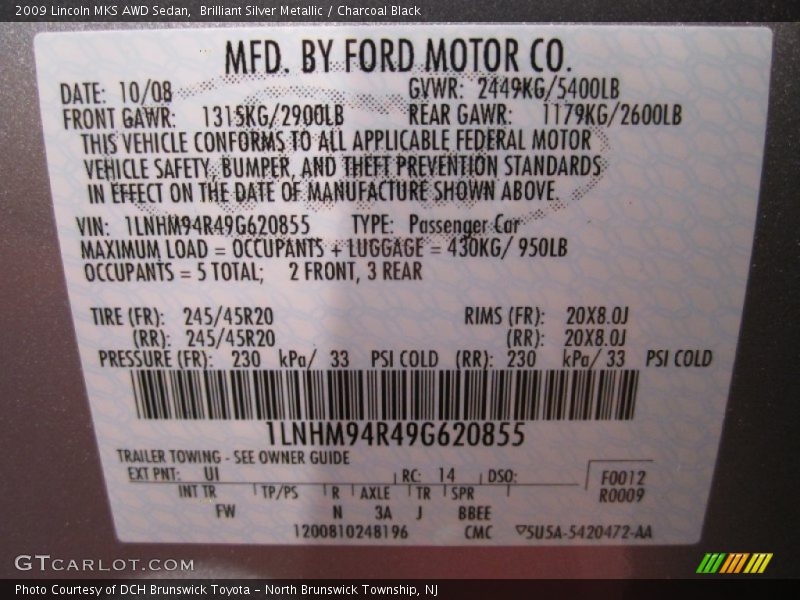 2009 Lincoln MKS AWD Sedan,  Brilliant Silver Metallic / Charcoal Black
MFD. BY FORD MOTOR CO.
DATE: 10/08 GVWR: 2449KG/5400LB
FRONT GAWR: 1315KG/2900LB REAR GAWR: 1179KG/2600LB
THIS VEHICLE CONFORMS TO ALL APPLICABLE FEDERAL MOTOR
VEHICLE SAFETY, BUMPER, AND THEFT PREVENTION STANDARDS
IN EFFECT ON THE DATE OF MANUFACTURE SHOWN ABOVE.
VIN: 1LNHM94R49G620855 TYPE: Passenger Car
MAXIMUM LOAD = OCCUPANTS + LUGGAGE = 430KG/ 950LB
OCCUPANTS = 5 TOTAL; 2 FRONT, 3 REAR
TIRE (FR): 245/45R20 RIMS (FR): 20X8.0J
(RR): 245/45R20 (RR): 20X8.0J
PRESSURE (FR): 230 kPa/ 33 PSI COLD (RR): 230 kPa/ 33 PSI COLD
1LNHM94R49G620855
TRAILER TOWING - SEE OWNER GUIDE
EXT PNT: UI RC: 14 DSO: F0012
INT TR TP/PS R AXLE TR SPR R0009
FW N 3A J BBEE
1200810248196 CMC ▽5U5A-5420472-AA
GTCARLOT.COM
Photo Courtesy of DCH Brunswick Toyota – North Brunswick Township, NJ